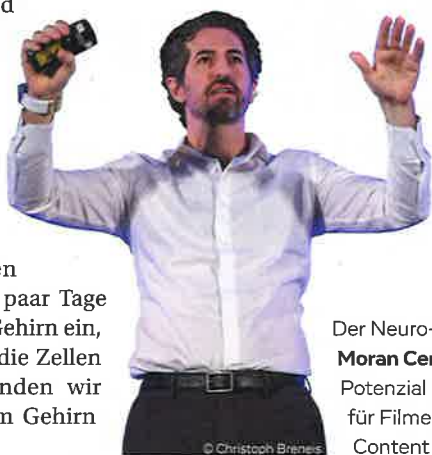 d
en
paar Tage
Gehirn ein,
die Zellen
nden wir
m Gehirn
Der Neuro-
Moran Cer
Potenzial
für Filme
Content
© Christoph Breneis